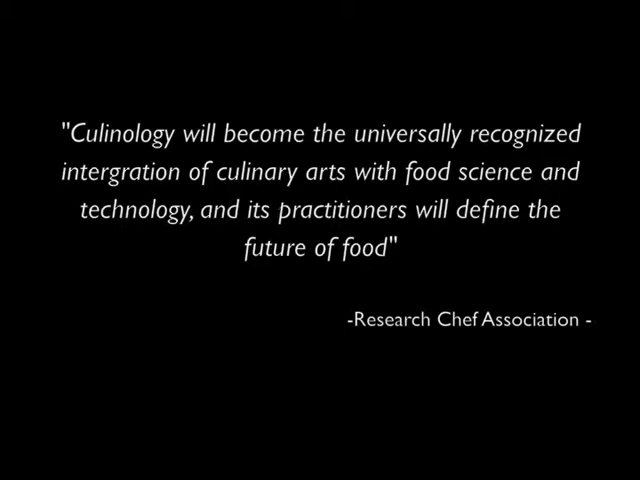 "Culinology will become the universally recognized
intergration of culinary arts with food science and
technology, and its practitioners will define the
future of food"
-Research Chef Association -